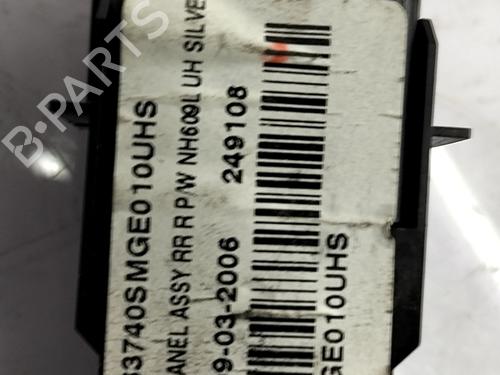 83740SMGE010UHS
ANEL ASSY RR R P/W NH609L UH SILVE
9-03-2006 249108
GE010UHS
B-PARTS